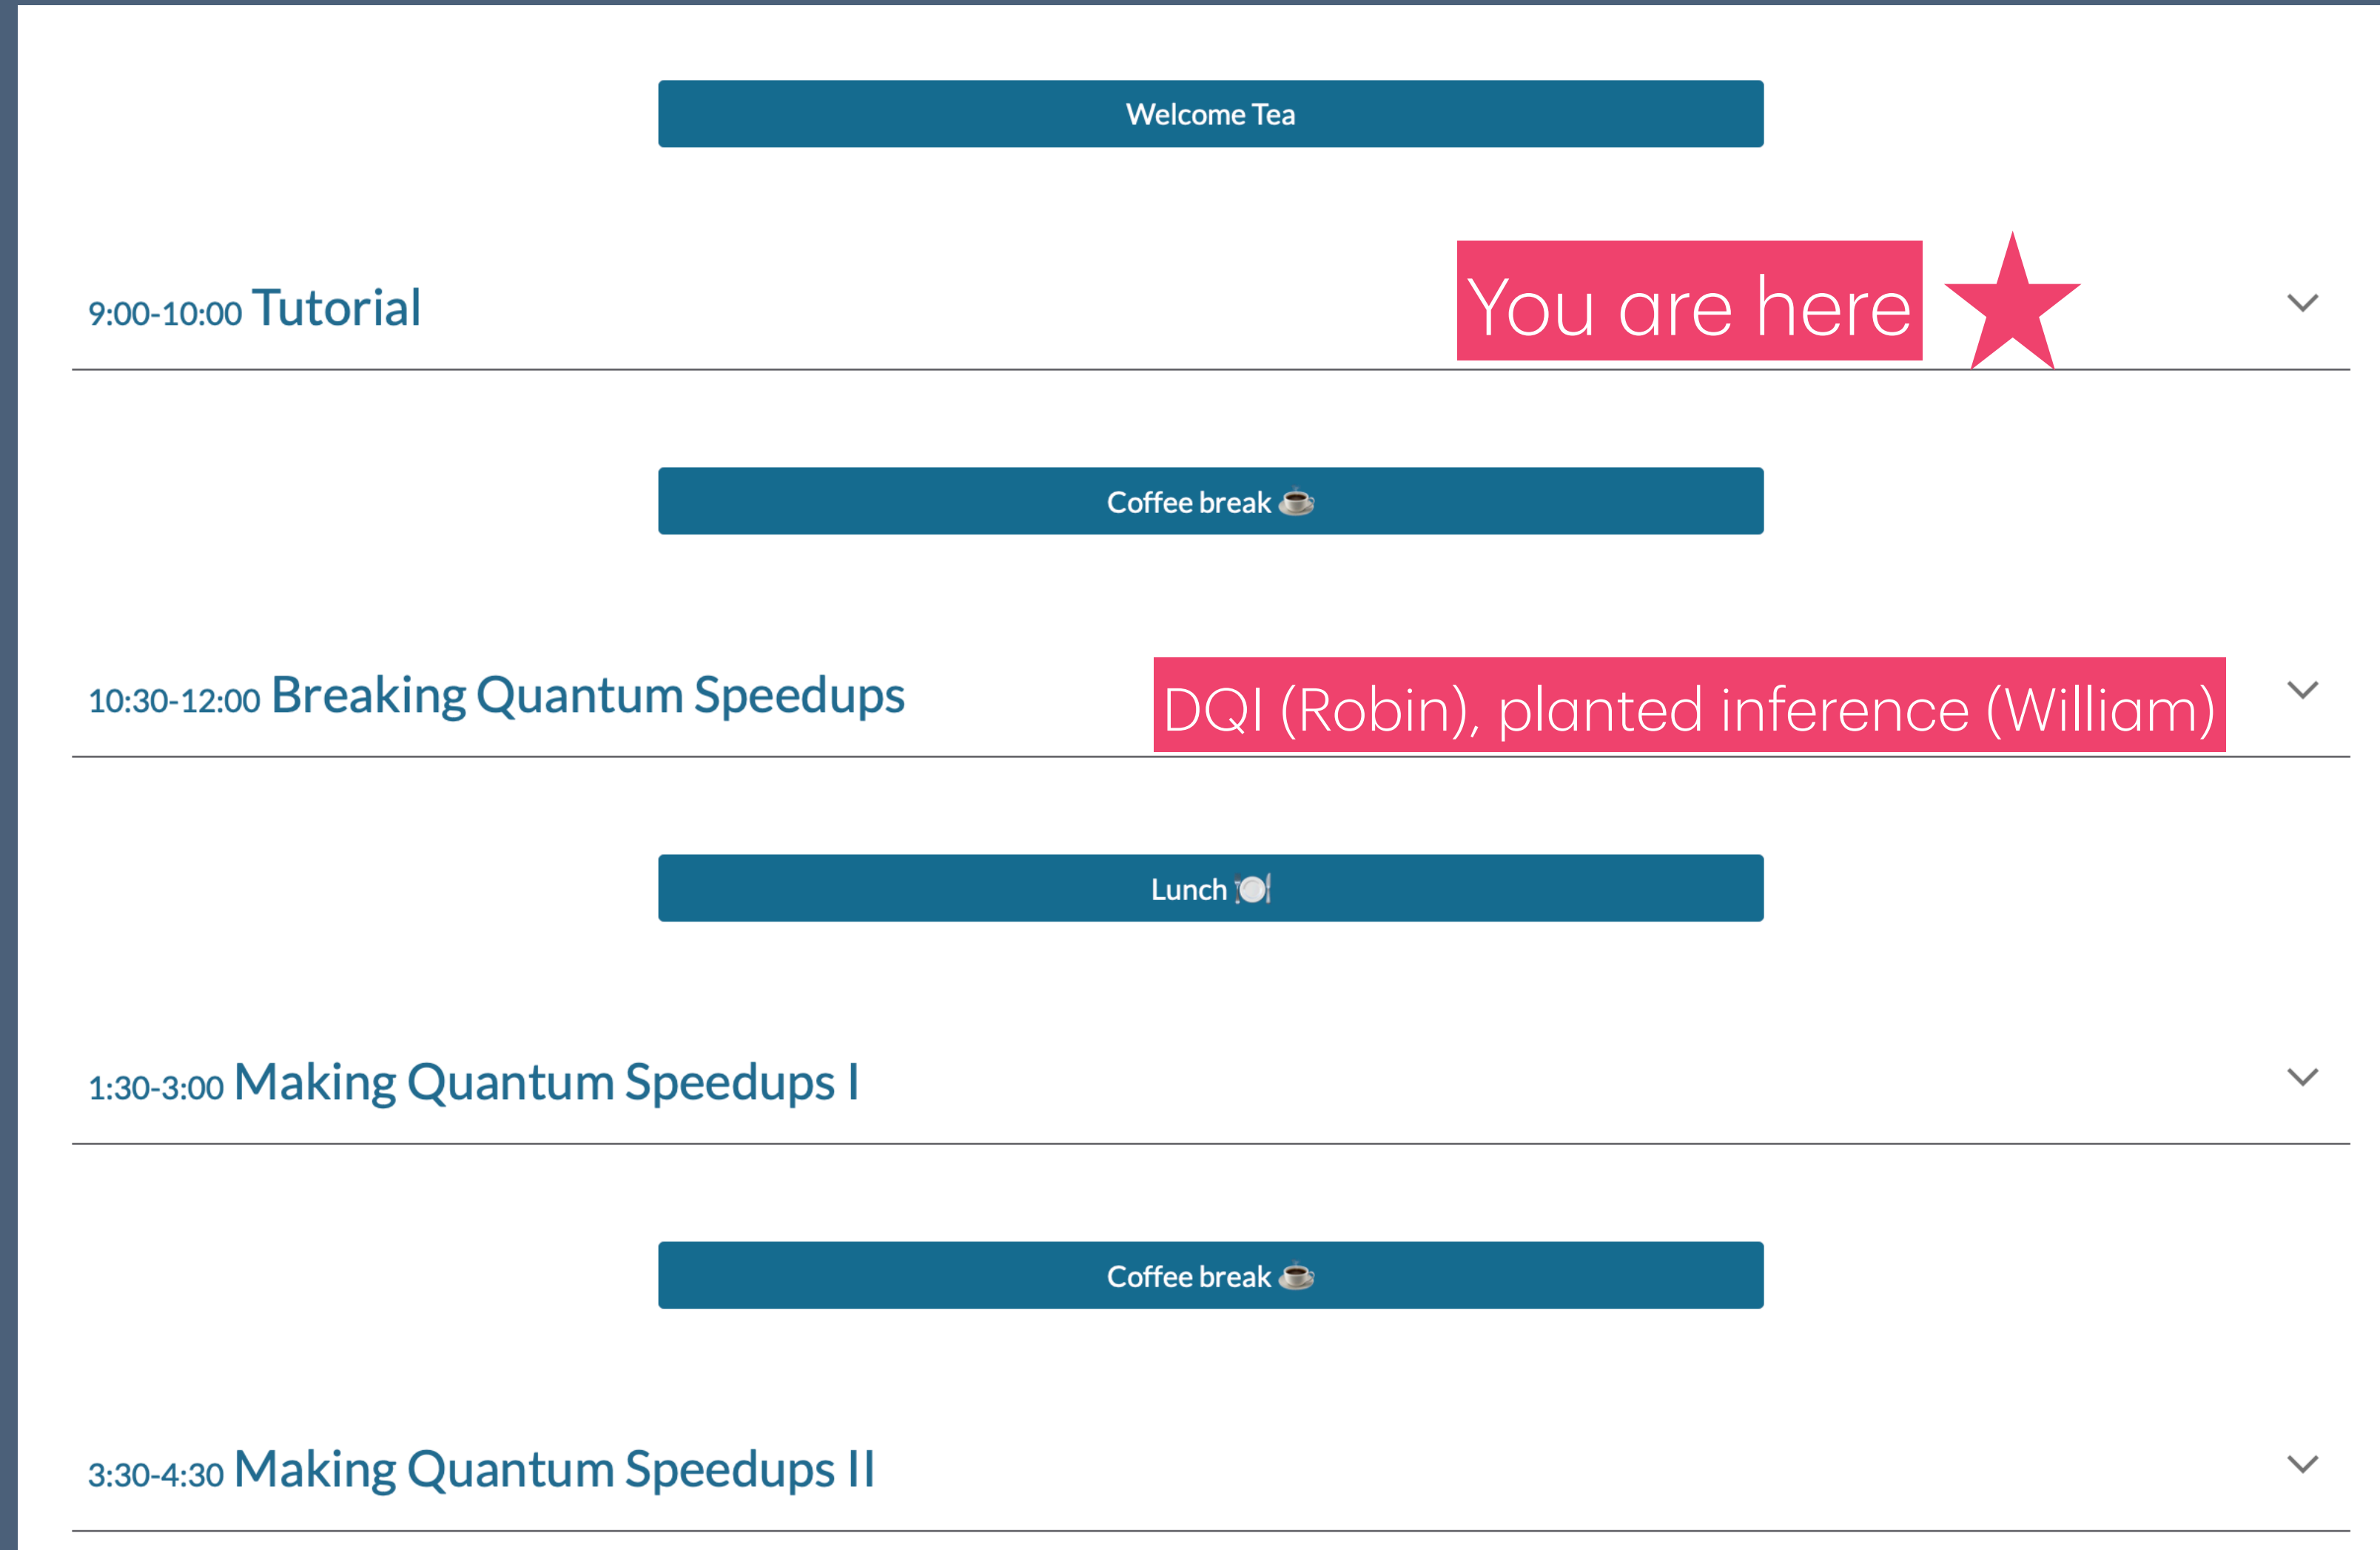 Welcome Tea
9:00-10:00 Tutorial
You are here
Coffee break ☕
10:30-12:00 Breaking Quantum Speedups
DQI (Robin), planted inference (William)
Lunch 🍽️
1:30-3:00 Making Quantum Speedups I
Coffee break ☕
3:30-4:30 Making Quantum Speedups II